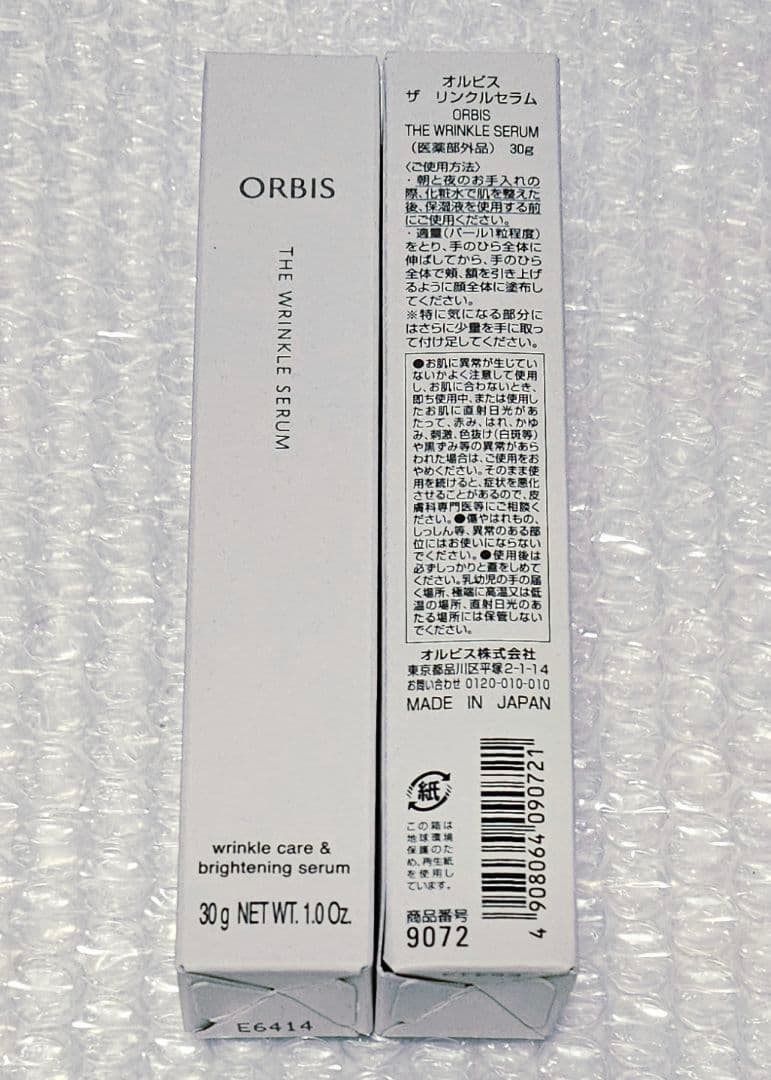 ORBIS
THE WRINKLE SERUM
wrinkle care &
brightening serum
30g NET WT. 1.0 Oz.
E6414
オルビス
ザ リンクルセラム
ORBIS
THE WRINKLE SERUM
(医薬部外品) 30g
〈ご使用方法〉
・朝と夜のお手入れの
際、化粧水で肌を整えた
後、保湿液を使用する前
にご使用ください。
・適量(パール1粒程度)
をとり、手のひら全体に
伸ばしてから、手のひら
全体で頬、額を引き上げ
るように顔全体に塗布し
てください。
※特に気になる部分に
はさらに少量を手に取っ
て付け足してください。
●お肌に異常が生じてい
ないかよく注意して使用
し、お肌に合わないとき、
即ち使用中、または使用し
たお肌に直射日光があ
たって、赤み、はれ、かゆ
み、刺激、色抜け(白斑等)
や黒ずみ等の異常があら
われた場合は、ご使用をお
やめください。そのまま使
用を続けると、症状を悪化
させることがあるので、皮
膚科専門医等にご相談く
ださい。●傷やはれもの、
しっしん等、異常のある部
位にはお使いにならない
でください。●使用後は
必ずしっかりと蓋をしめて
ください。乳幼児の手の届
く場所、極端に高温又は低
温の場所、直射日光のあ
たる場所には保管しない
でください。
オルビス株式会社
東京都品川区平塚2-1-14
お問い合わせ 0120-010-010
MADE IN JAPAN
紙
この箱は
地球環境
保護のた
め、再生紙
を使用し
ています。
商品番号
9072
4 908064 090721